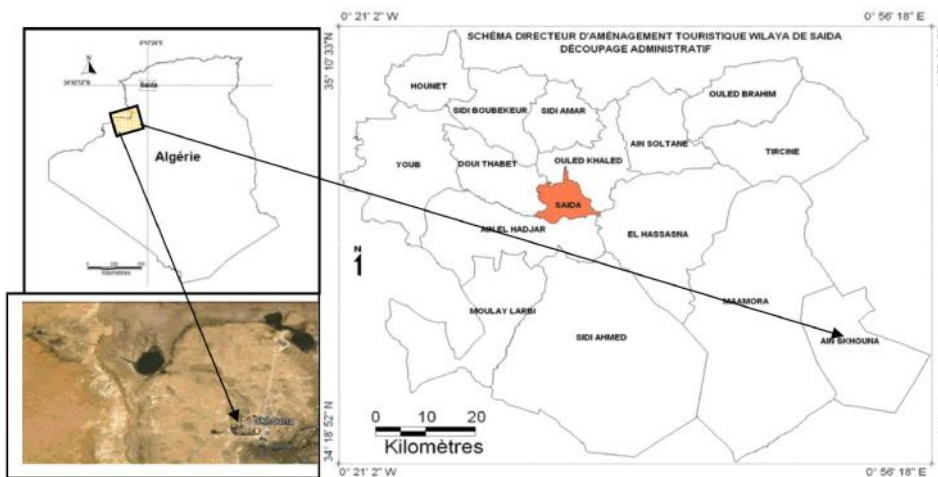 N
Saida
Algérie
Kilomètres
Skhouna
0° 21' 2'' W
0° 56' 18'' E
35° 10' 33'' N
SCHÉMA DIRECTEUR D'AMÉNAGEMENT TOURISTIQUE WILAYA DE SAIDA
DÉCOUPAGE ADMINISTRATIF
HOUNET
OULED BRAHIM
SIDI BOUBEKEUR
SIDI AMAR
AIN SOLTANE
TIRCINE
YOUB
DOUI THABET
OULED KHALED
SAIDA
AIN EL HADJAR
EL HASSASNA
N
MOULAY LARBI
MAAMORA
SIDI AHMED
AIN SKHOUNA
0 10 20
Kilomètres
34° 18' 52'' N
0° 21' 2'' W
0° 56' 18'' E